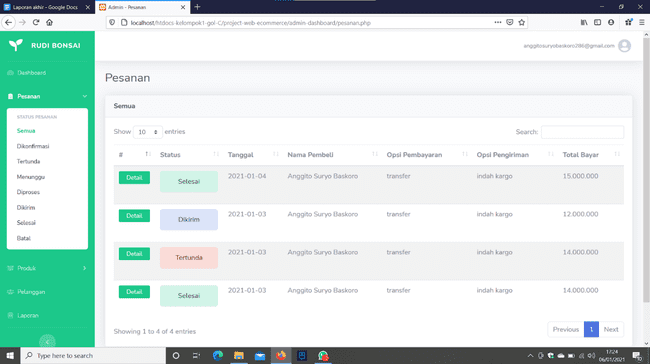 Laporan akhir - Google Docs
Admin - Pesanan
localhost/htdocs-kelompok1-gol-C/project-web-ecommerce/admin-dashboard/pesanan.php
RUDI BONSAI
anggitosuryobaskoro286@gmail.com
Dashboard
Pesanan
STATUS PESANAN
Semua
Dikonfirmasi
Tertunda
Menunggu
Diproses
Dikirim
Selesai
Batal
Produk
Pelanggan
Laporan
Pesanan
Semua
Show 10 entries
Search:
# Status Tanggal Nama Pembeli Opsi Pembayaran Opsi Pengiriman Total Bayar
Detail Selesai 2021-01-04 Anggito Suryo Baskoro transfer indah kargo 15.000.000
Detail Dikirim 2021-01-03 Anggito Suryo Baskoro transfer indah kargo 12.000.000
Detail Tertunda 2021-01-03 Anggito Suryo Baskoro transfer indah kargo 14.000.000
Detail Selesai 2021-01-03 Anggito Suryo Baskoro transfer indah kargo 14.000.000
Showing 1 to 4 of 4 entries
Previous 1 Next
Type here to search
17:24
06/01/2021